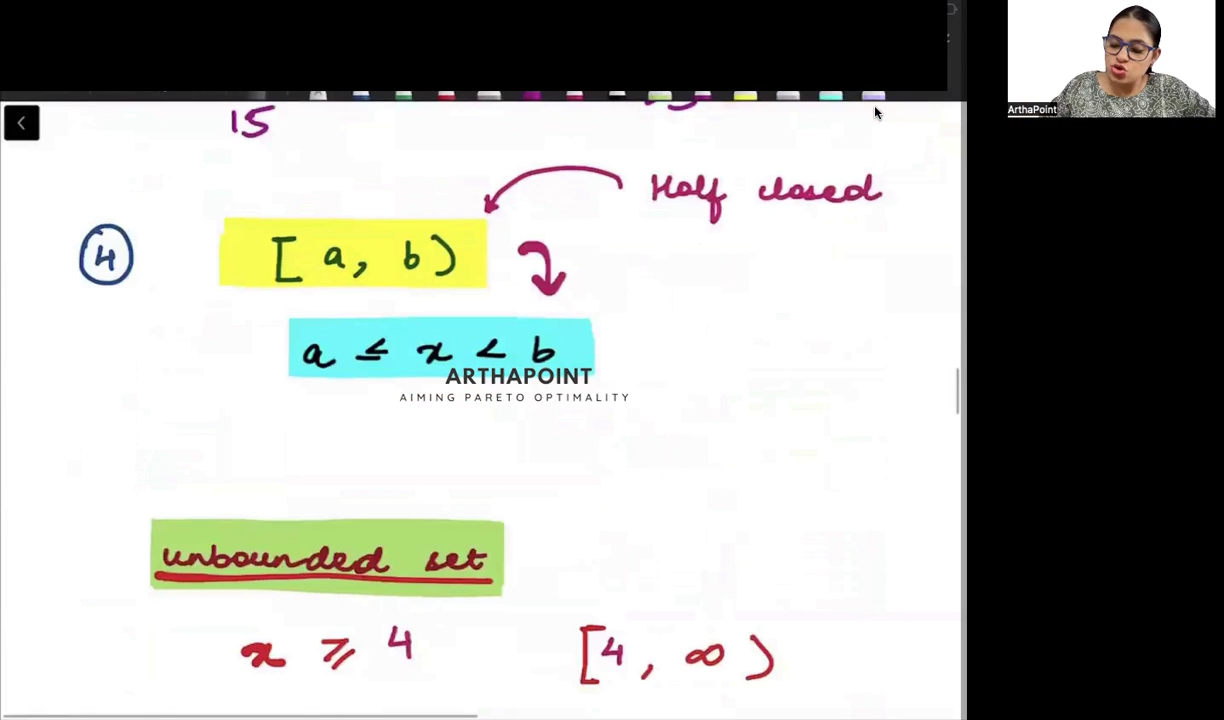 15
Half closed
4
[ a, b )
a ≤ x < b
ARTHAPOINT
AIMING PARETO OPTIMALITY
unbounded set
x ≥ 4 [ 4, ∞ )
ArthaPoint